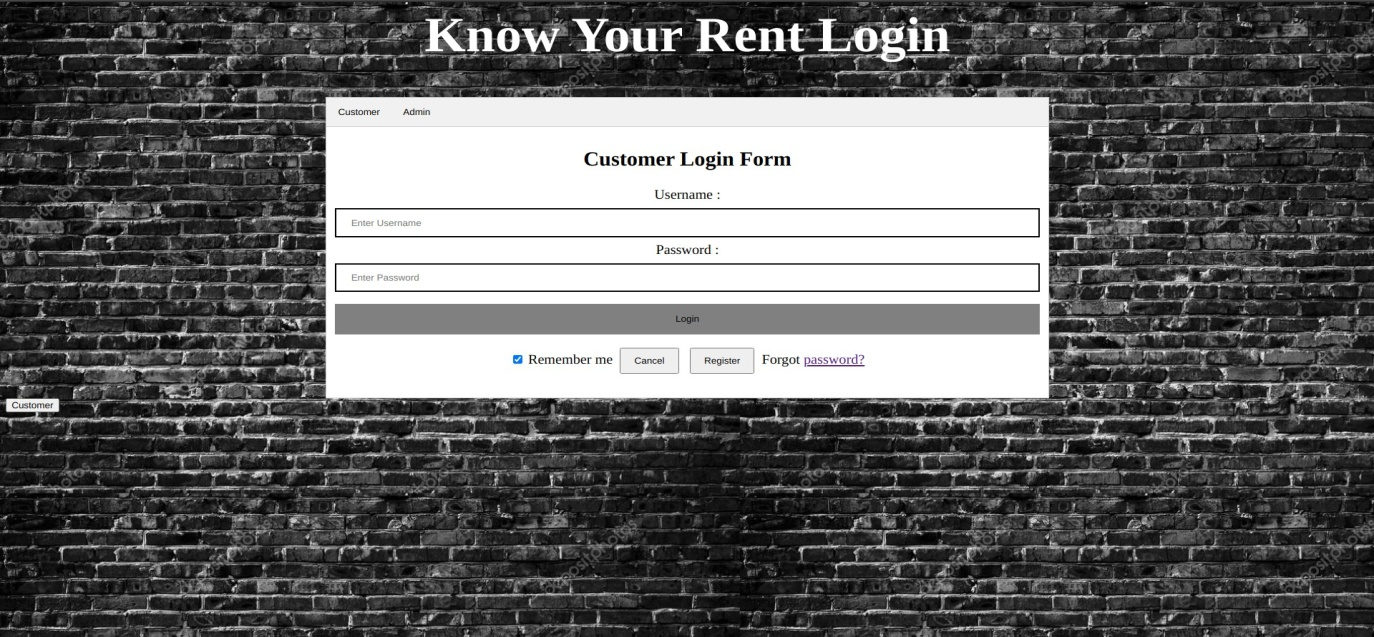 Know Your Rent Login
Customer Admin
Customer Login Form
Username :
Enter Username
Password :
Enter Password
Login
Remember me Cancel Register Forgot password?
Customer